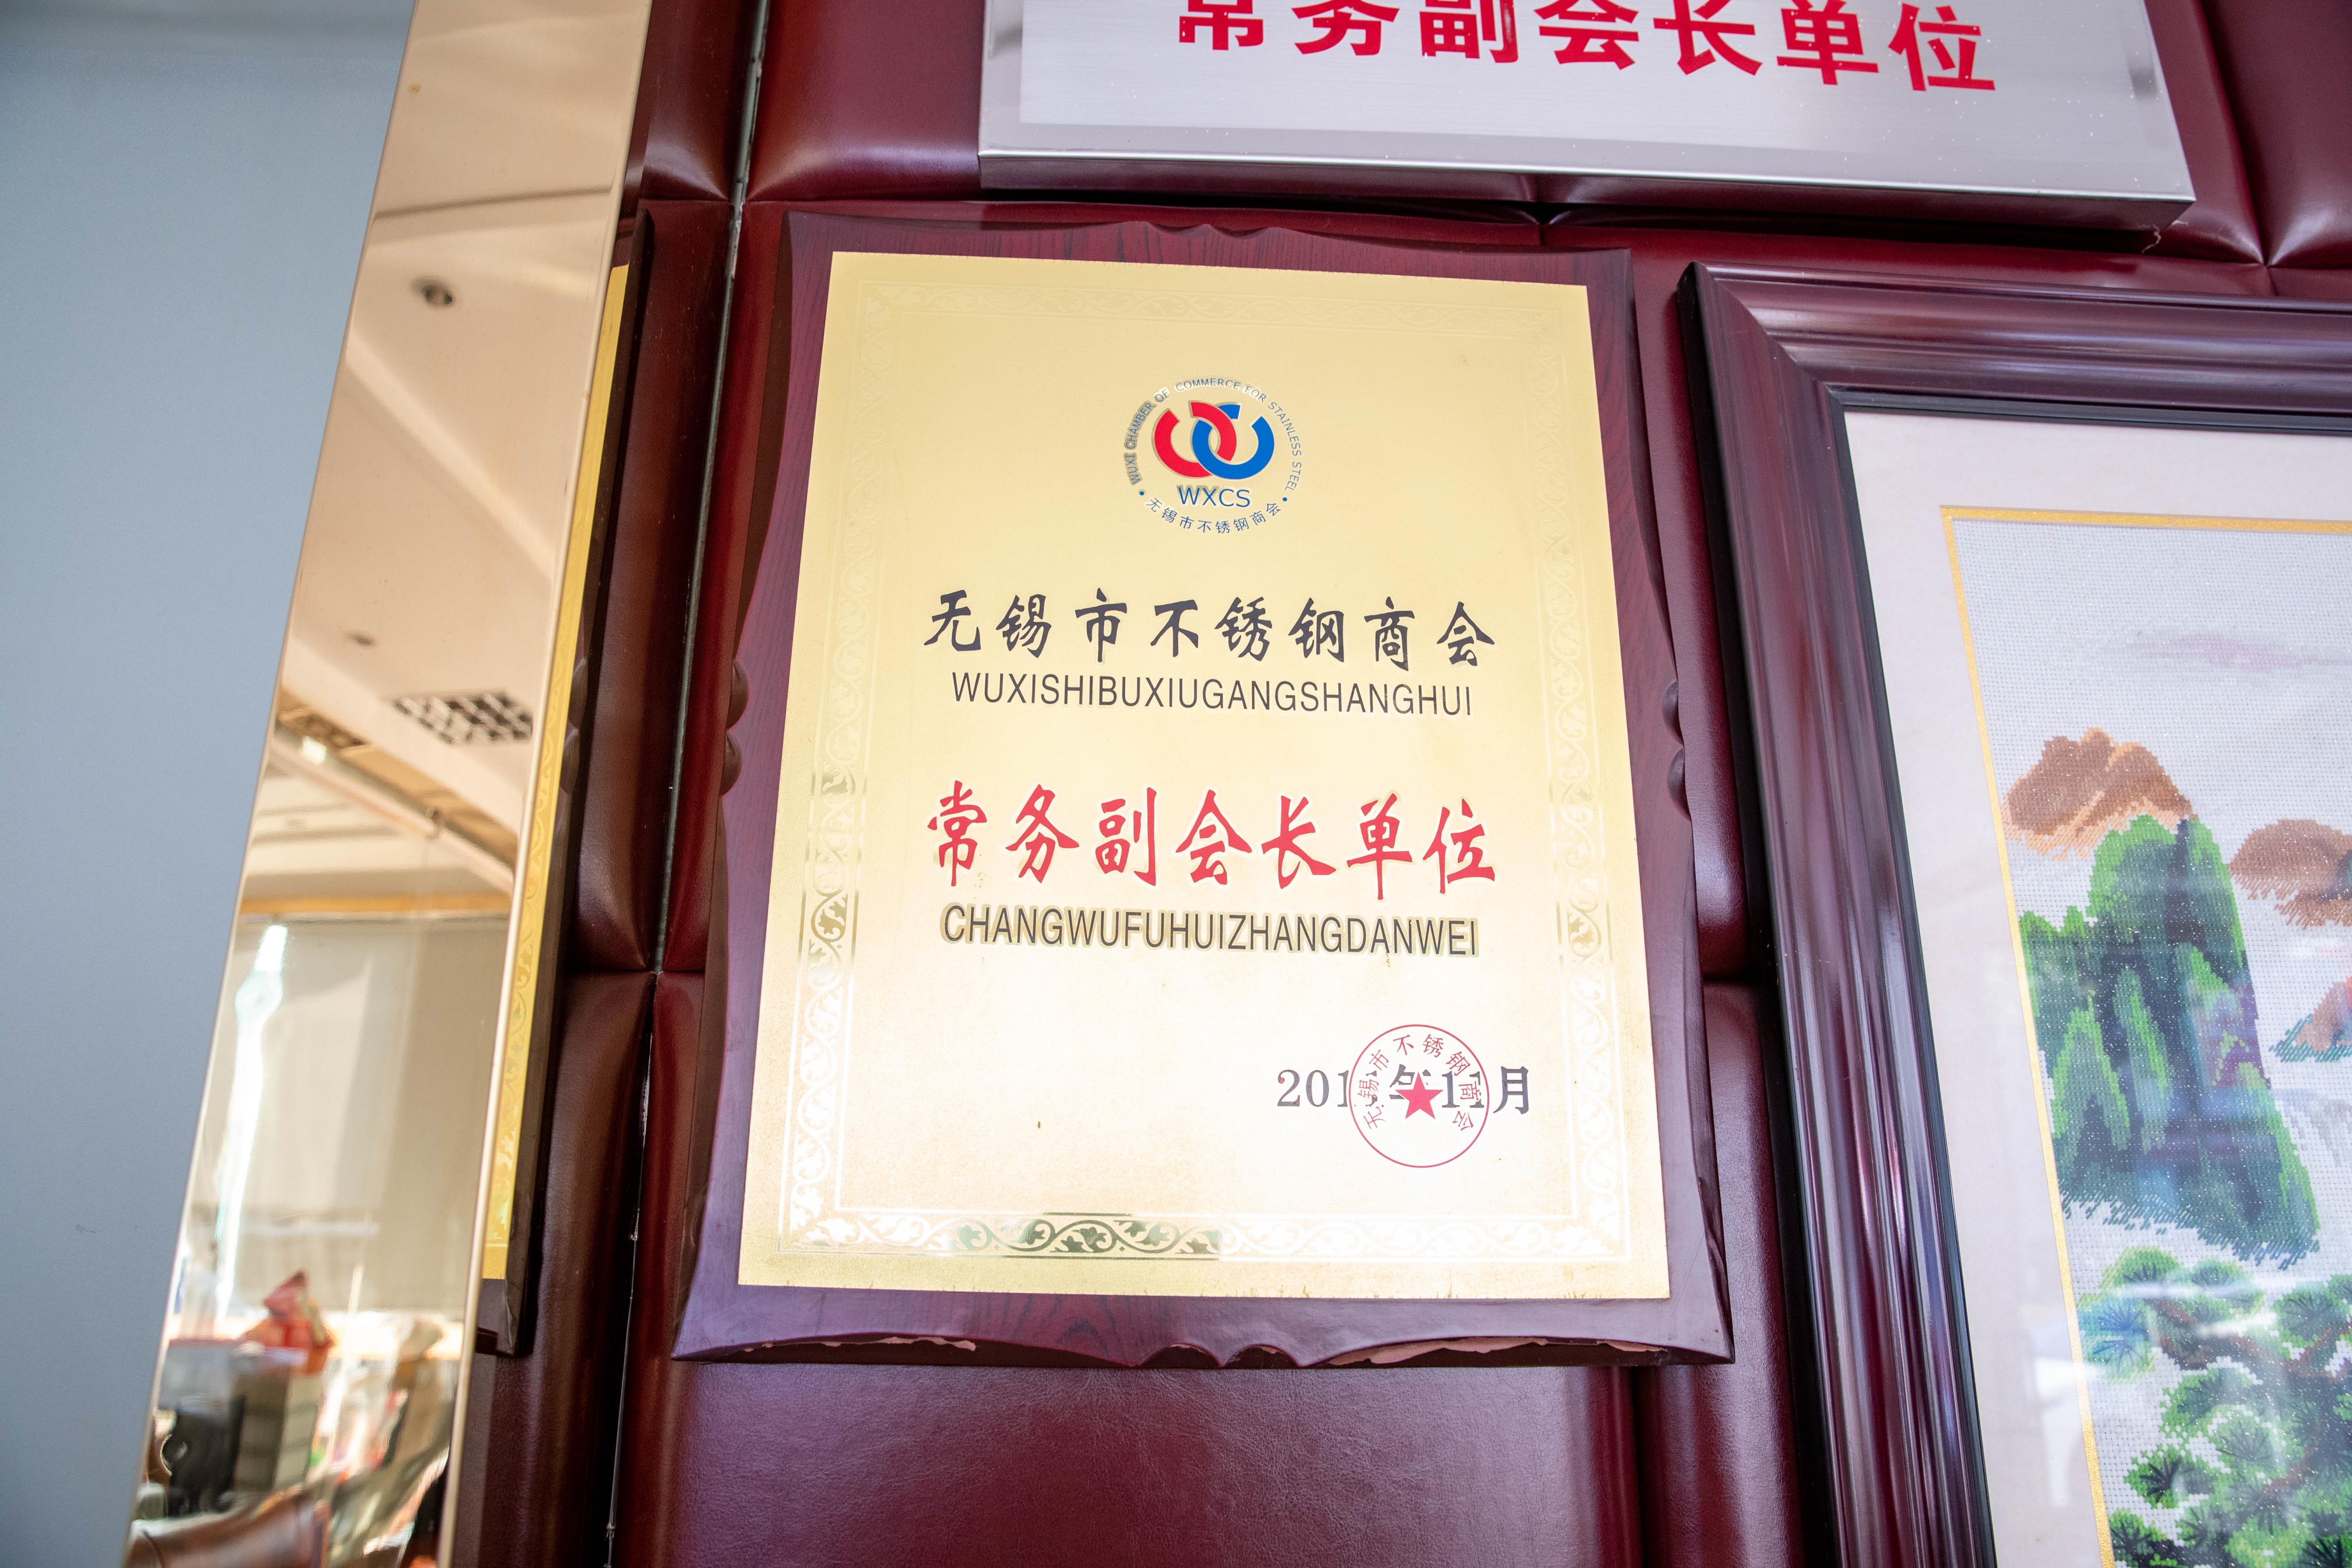 常务副会长单位
WUXI CHAMBER OF COMMERCE FOR STAINLESS STEEL
WXCS
无锡市不锈钢商会
无锡市不锈钢商会
WUXISHIBUXIUGANGSHANGHUI
常务副会长单位
CHANGWUFUHUIZHANGDANWEI
年11月
无锡市不锈钢商会